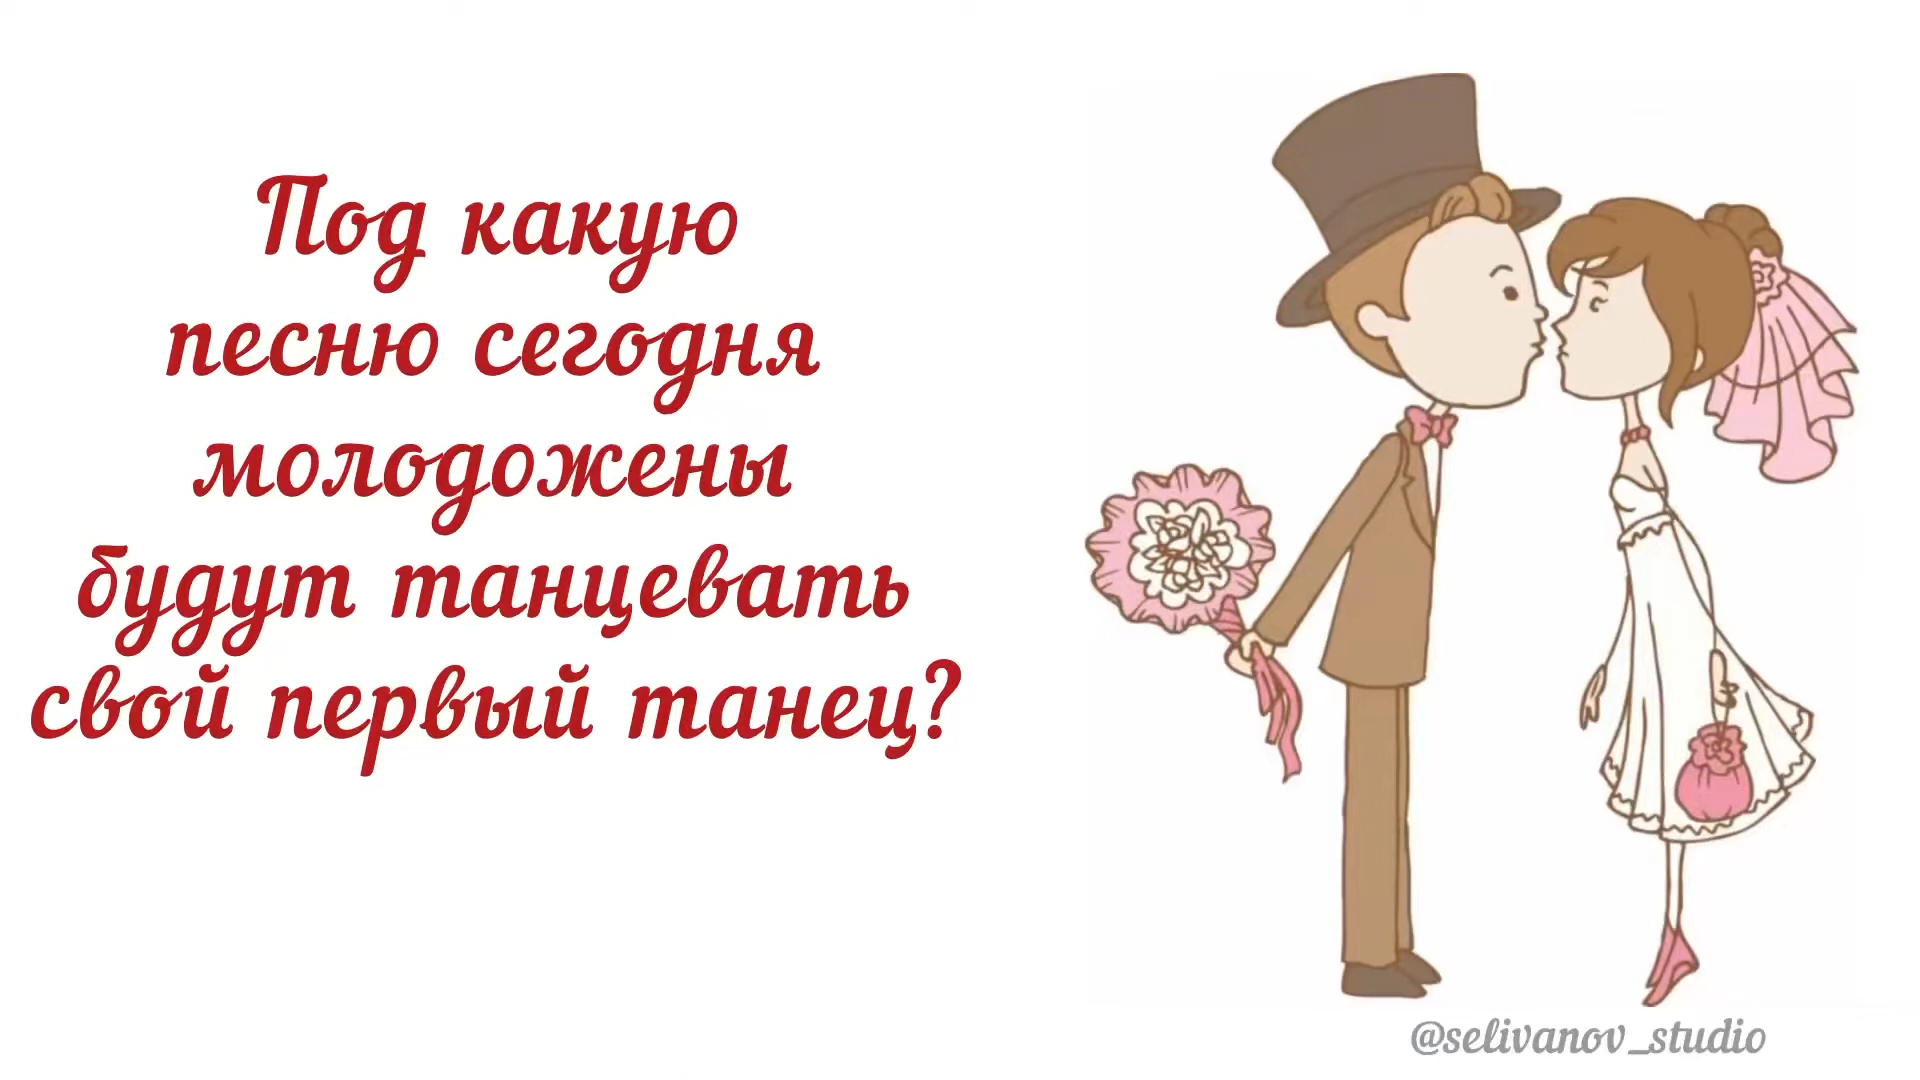 Под какую
песню сегодня
молодожены
будут танцевать
свой первый танец?
@selivanov_studio